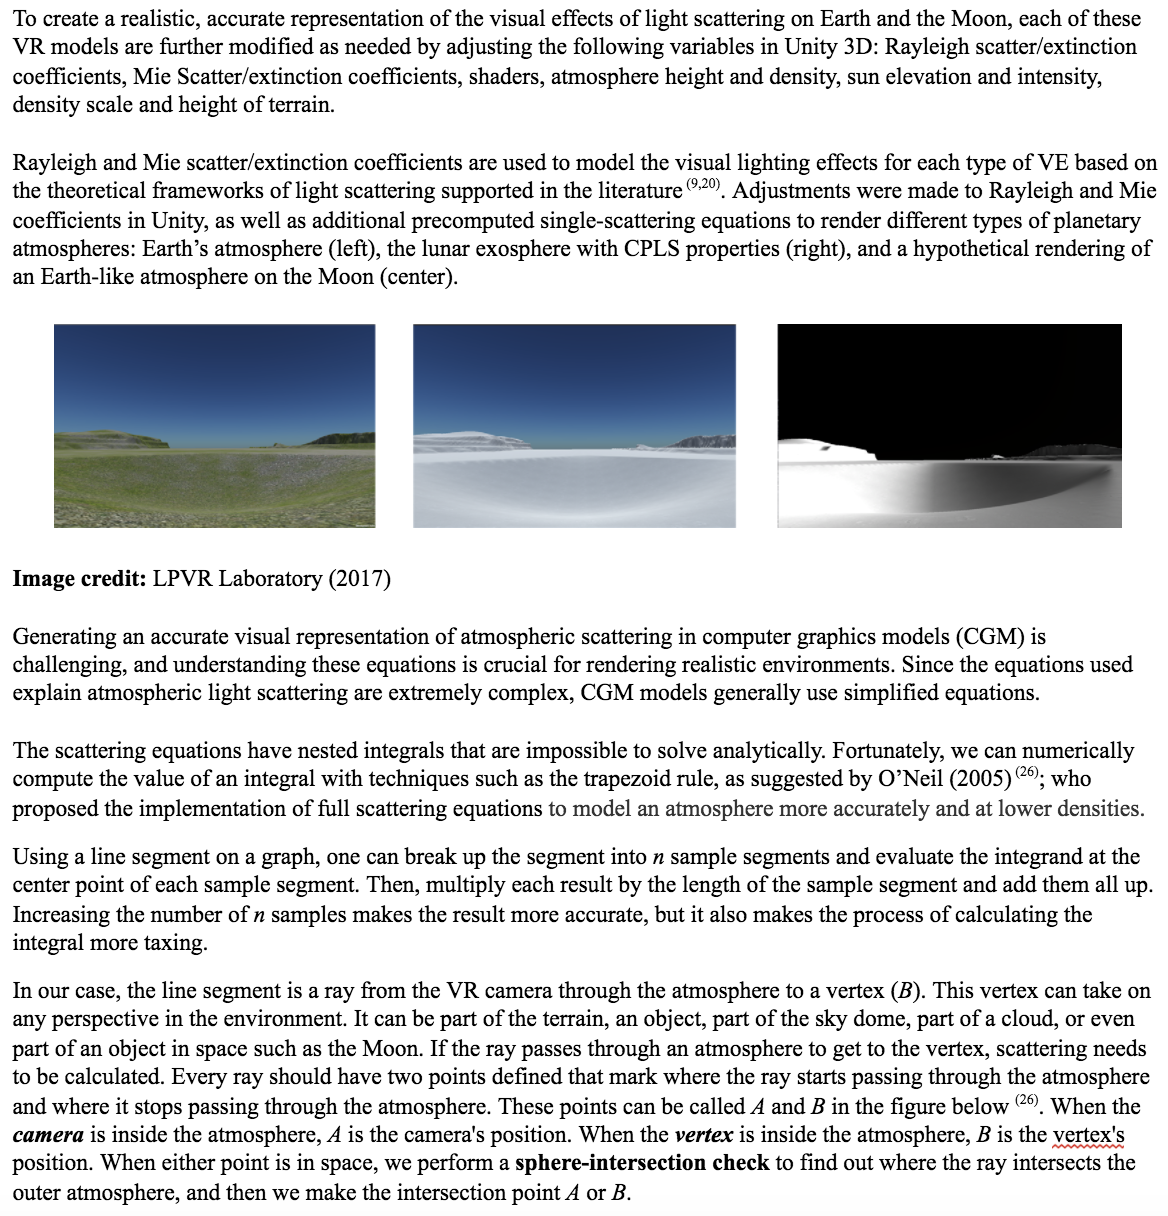 To create a realistic, accurate representation of the visual effects of light scattering on Earth and the Moon, each of these
VR models are further modified as needed by adjusting the following variables in Unity 3D: Rayleigh scatter/extinction
coefficients, Mie Scatter/extinction coefficients, shaders, atmosphere height and density, sun elevation and intensity,
density scale and height of terrain.
Rayleigh and Mie scatter/extinction coefficients are used to model the visual lighting effects for each type of VE based on
the theoretical frameworks of light scattering supported in the literature (9,20). Adjustments were made to Rayleigh and Mie
coefficients in Unity, as well as additional precomputed single-scattering equations to render different types of planetary
atmospheres: Earth’s atmosphere (left), the lunar exosphere with CPLS properties (right), and a hypothetical rendering of
an Earth-like atmosphere on the Moon (center).
Image credit: LPVR Laboratory (2017)
Generating an accurate visual representation of atmospheric scattering in computer graphics models (CGM) is
challenging, and understanding these equations is crucial for rendering realistic environments. Since the equations used
explain atmospheric light scattering are extremely complex, CGM models generally use simplified equations.
The scattering equations have nested integrals that are impossible to solve analytically. Fortunately, we can numerically
compute the value of an integral with techniques such as the trapezoid rule, as suggested by O’Neil (2005) (26); who
proposed the implementation of full scattering equations to model an atmosphere more accurately and at lower densities.
Using a line segment on a graph, one can break up the segment into n sample segments and evaluate the integrand at the
center point of each sample segment. Then, multiply each result by the length of the sample segment and add them all up.
Increasing the number of n samples makes the result more accurate, but it also makes the process of calculating the
integral more taxing.
In our case, the line segment is a ray from the VR camera through the atmosphere to a vertex (B). This vertex can take on
any perspective in the environment. It can be part of the terrain, an object, part of the sky dome, part of a cloud, or even
part of an object in space such as the Moon. If the ray passes through an atmosphere to get to the vertex, scattering needs
to be calculated. Every ray should have two points defined that mark where the ray starts passing through the atmosphere
and where it stops passing through the atmosphere. These points can be called A and B in the figure below (26). When the
camera is inside the atmosphere, A is the camera's position. When the vertex is inside the atmosphere, B is the vertex's
position. When either point is in space, we perform a sphere-intersection check to find out where the ray intersects the
outer atmosphere, and then we make the intersection point A or B.